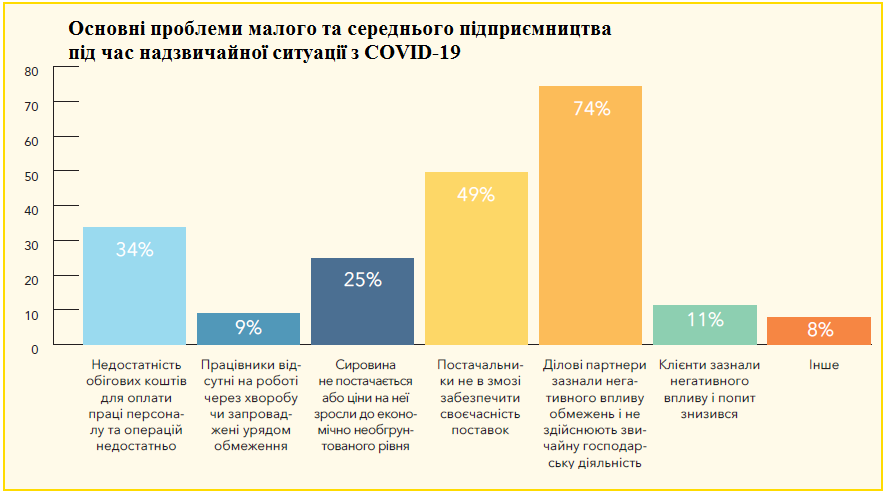 Основні проблеми малого та середнього підприємництва
під час надзвичайної ситуації з COVID-19
80
70
60
50
40
30
20
10
0
34%
9%
25%
49%
74%
11%
8%
Недостатність
обігових коштів
для оплати
праці персона-
лу та операцій
недостатньо
Працівники від-
сутні на роботі
через хворобу
чи запровад-
жені урядом
обмеження
Сировина
не постачається
або ціни на неї
зросли до еконо-
мічно необґрун-
тованого рівня
Постачальни-
ки не в змозі
забезпечити
своєчасність
поставок
Ділові партнери
зазнали нега-
тивного впливу
обмежень і не
здійснюють зви-
чайну господар-
ську діяльність
Клієнти зазнали
негативного
впливу і попит
знизився
Інше